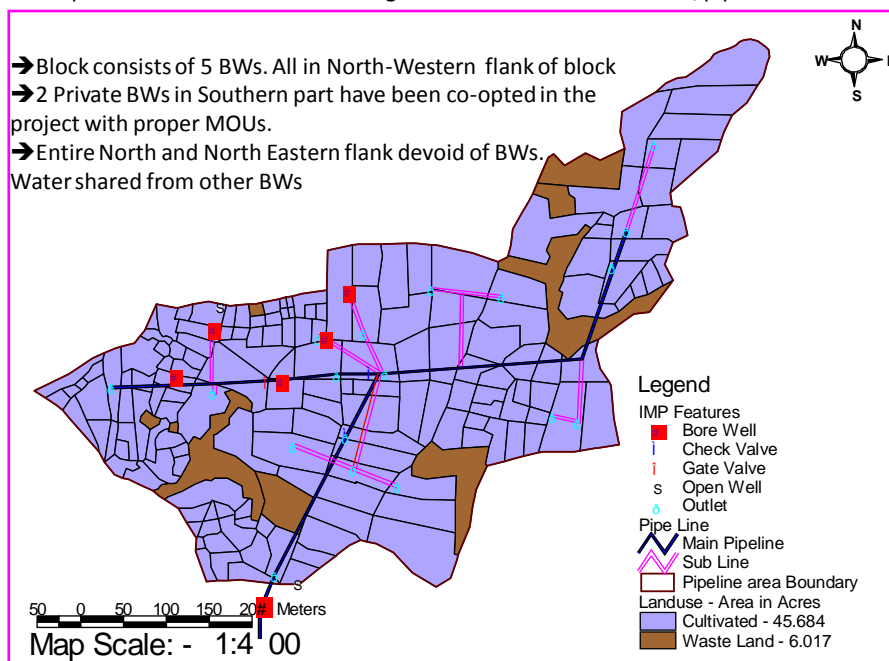 ➔Block consists of 5 BWs. All in North-Western flank of block
➔2 Private BWs in Southern part have been co-opted in the
project with proper MOUs.
➔Entire North and North Eastern flank devoid of BWs.
Water shared from other BWs
N
W
S
Legend
IMP Features
# Bore Well
Check Valve
Gate Valve
S Open Well
ð Outlet
Pipe Line
Main Pipeline
Sub Line
Pipeline area Boundary
Landuse - Area in Acres
Cultivated - 45.684
Waste Land - 6.017
50 0 50 100 150 20 # Meters
Map Scale: - 1:4 00